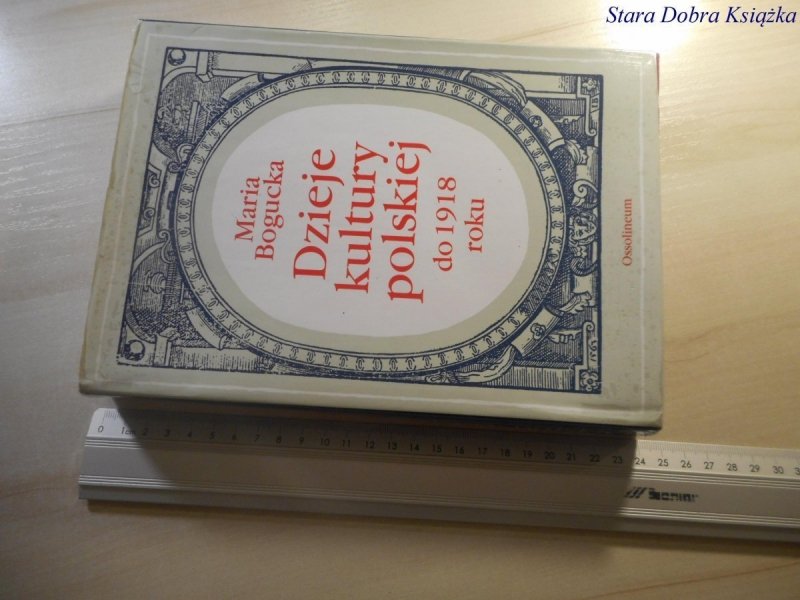 Stara Dobra Książka
Maria
Bogucka
Dzieje
kultury
polskiej
do 1918
roku
Ossolineum
0 1cm 2 3 4 5 6 7 8 9 10 11 12 13 14 15 16 17 18 19 20 21 22 23 24 25 26 27 28 29 30